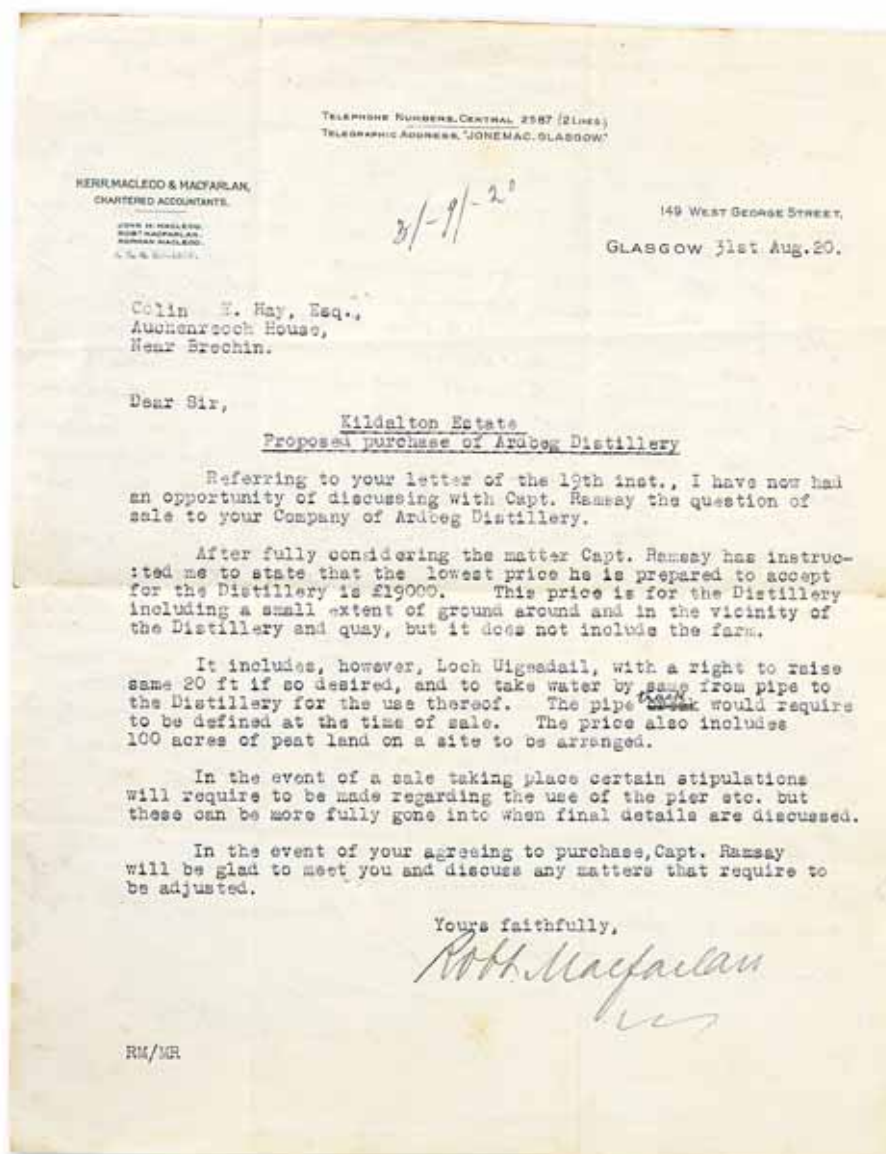 TELEPHONE NUMBERS, CENTRAL 2587 (2 LINES)
TELEGRAPHIC ADDRESS, "JONEMAC, GLASGOW."
KERR, MACLEOD & MACFARLAN,
CHARTERED ACCOUNTANTS.
JOHN M. MACLEOD.
ROBT MACFARLAN.
NORMAN MACLEOD.
149 WEST GEORGE STREET,
GLASGOW 31st Aug.20.
Colin E. Hay, Esq.,
Auchenreoch House,
Near Brechin.
Dear Sir,
Kildalton Estate
Proposed purchase of Ardbeg Distillery
Referring to your letter of the 19th inst., I have now had
an opportunity of discussing with Capt. Ramsay the question of
sale to your Company of Ardbeg Distillery.
After fully considering the matter Capt. Ramsay has instruc-
:ted me to state that the lowest price he is prepared to accept
for the Distillery is £19000. This price is for the Distillery
including a small extent of ground around and in the vicinity of
the Distillery and quay, but it does not include the farm.
It includes, however, Loch Uigeadail, with a right to raise
same 20 ft if so desired, and to take water by same from pipe to
the Distillery for the use thereof. The pipe track would require
to be defined at the time of sale. The price also includes
100 acres of peat land on a site to be arranged.
In the event of a sale taking place certain stipulations
will require to be made regarding the use of the pier etc. but
these can be more fully gone into when final details are discussed.
In the event of your agreeing to purchase,Capt. Ramsay
will be glad to meet you and discuss any matters that require to
be adjusted.
Yours faithfully,
Robt. Macfarlan
RM/MR